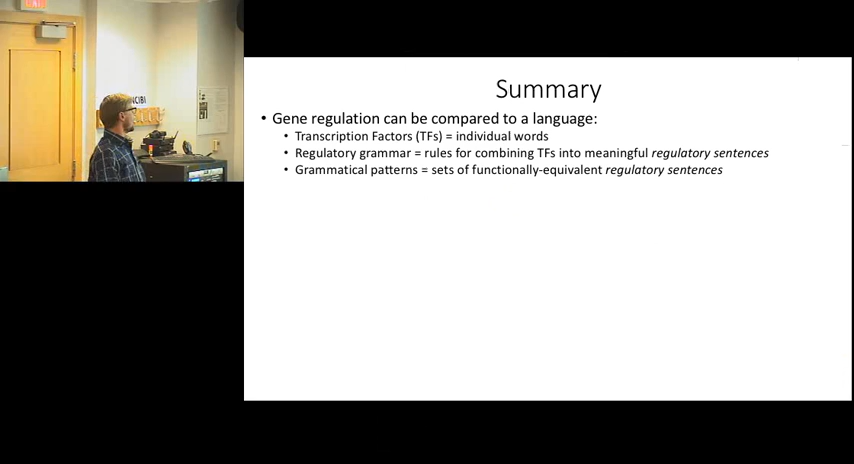 Summary
• Gene regulation can be compared to a language:
• Transcription Factors (TFs) = individual words
• Regulatory grammar = rules for combining TFs into meaningful regulatory sentences
• Grammatical patterns = sets of functionally-equivalent regulatory sentences